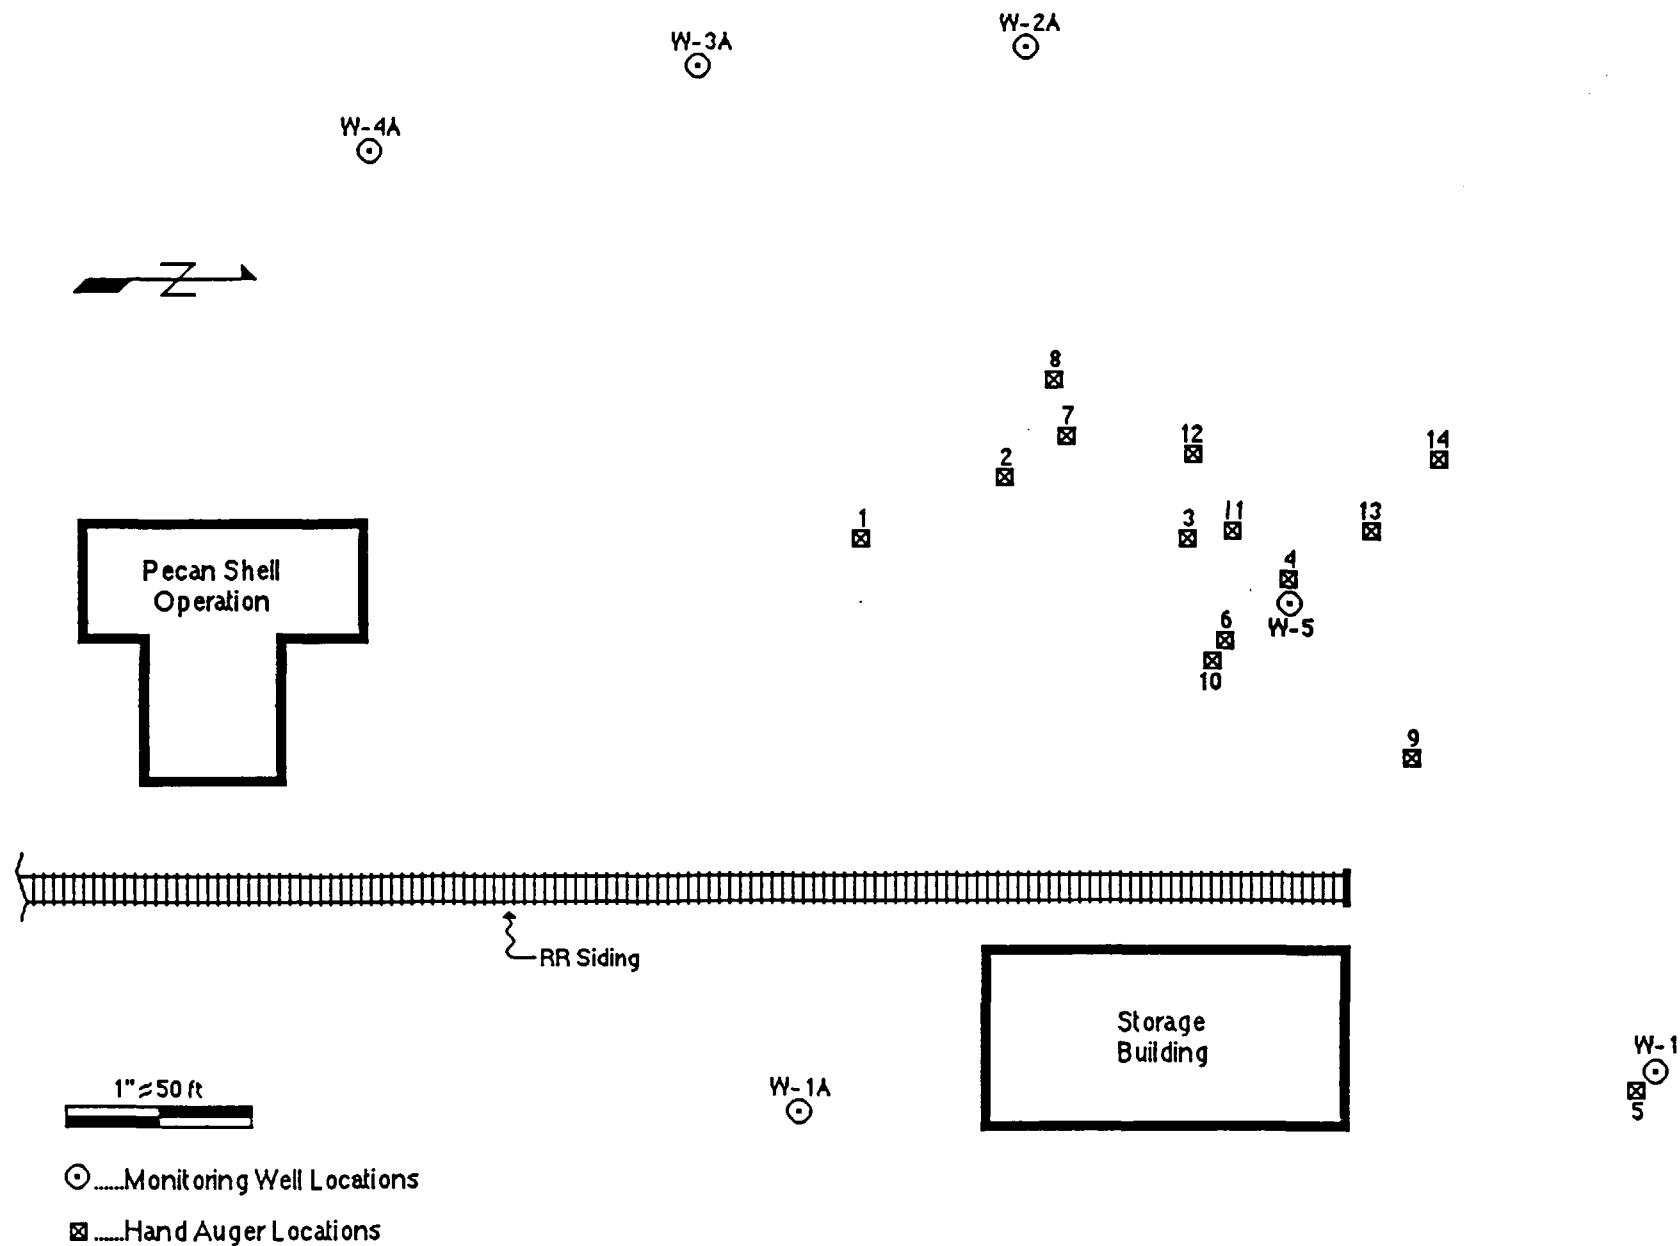 W-2A
W-3A
W-4A
N
8
7
12
14
2
1
3
11
13
4
Pecan Shell
Operation
6
W-5
10
9
RR Siding
Storage
Building
W-1
1" ≈ 50 ft
W-1A
5
......Monitoring Well Locations
......Hand Auger Locations